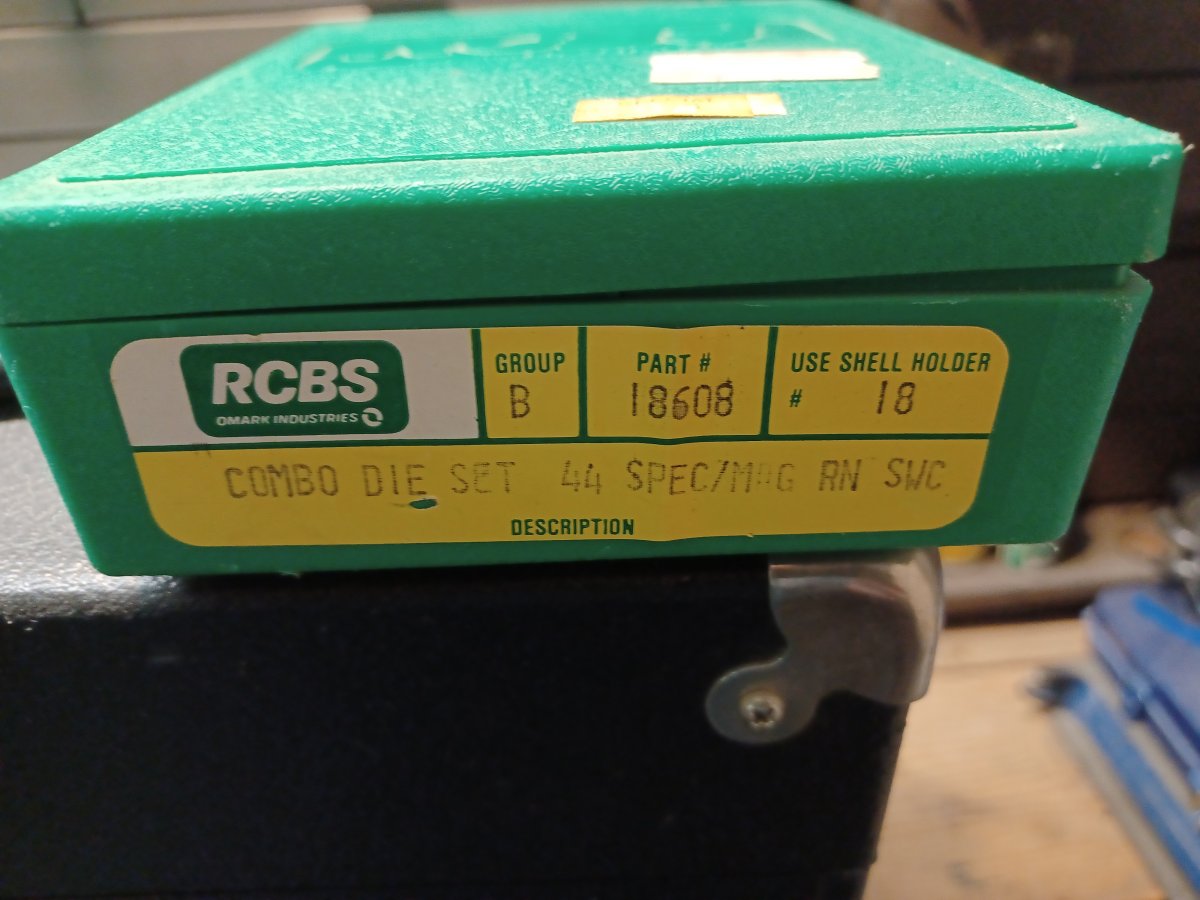 RCBS
OMARK INDUSTRIES
GROUP
B
PART #
18608
USE SHELL HOLDER
# 18
COMBO DIE SET 44 SPEC/MAG RN SWC
DESCRIPTION